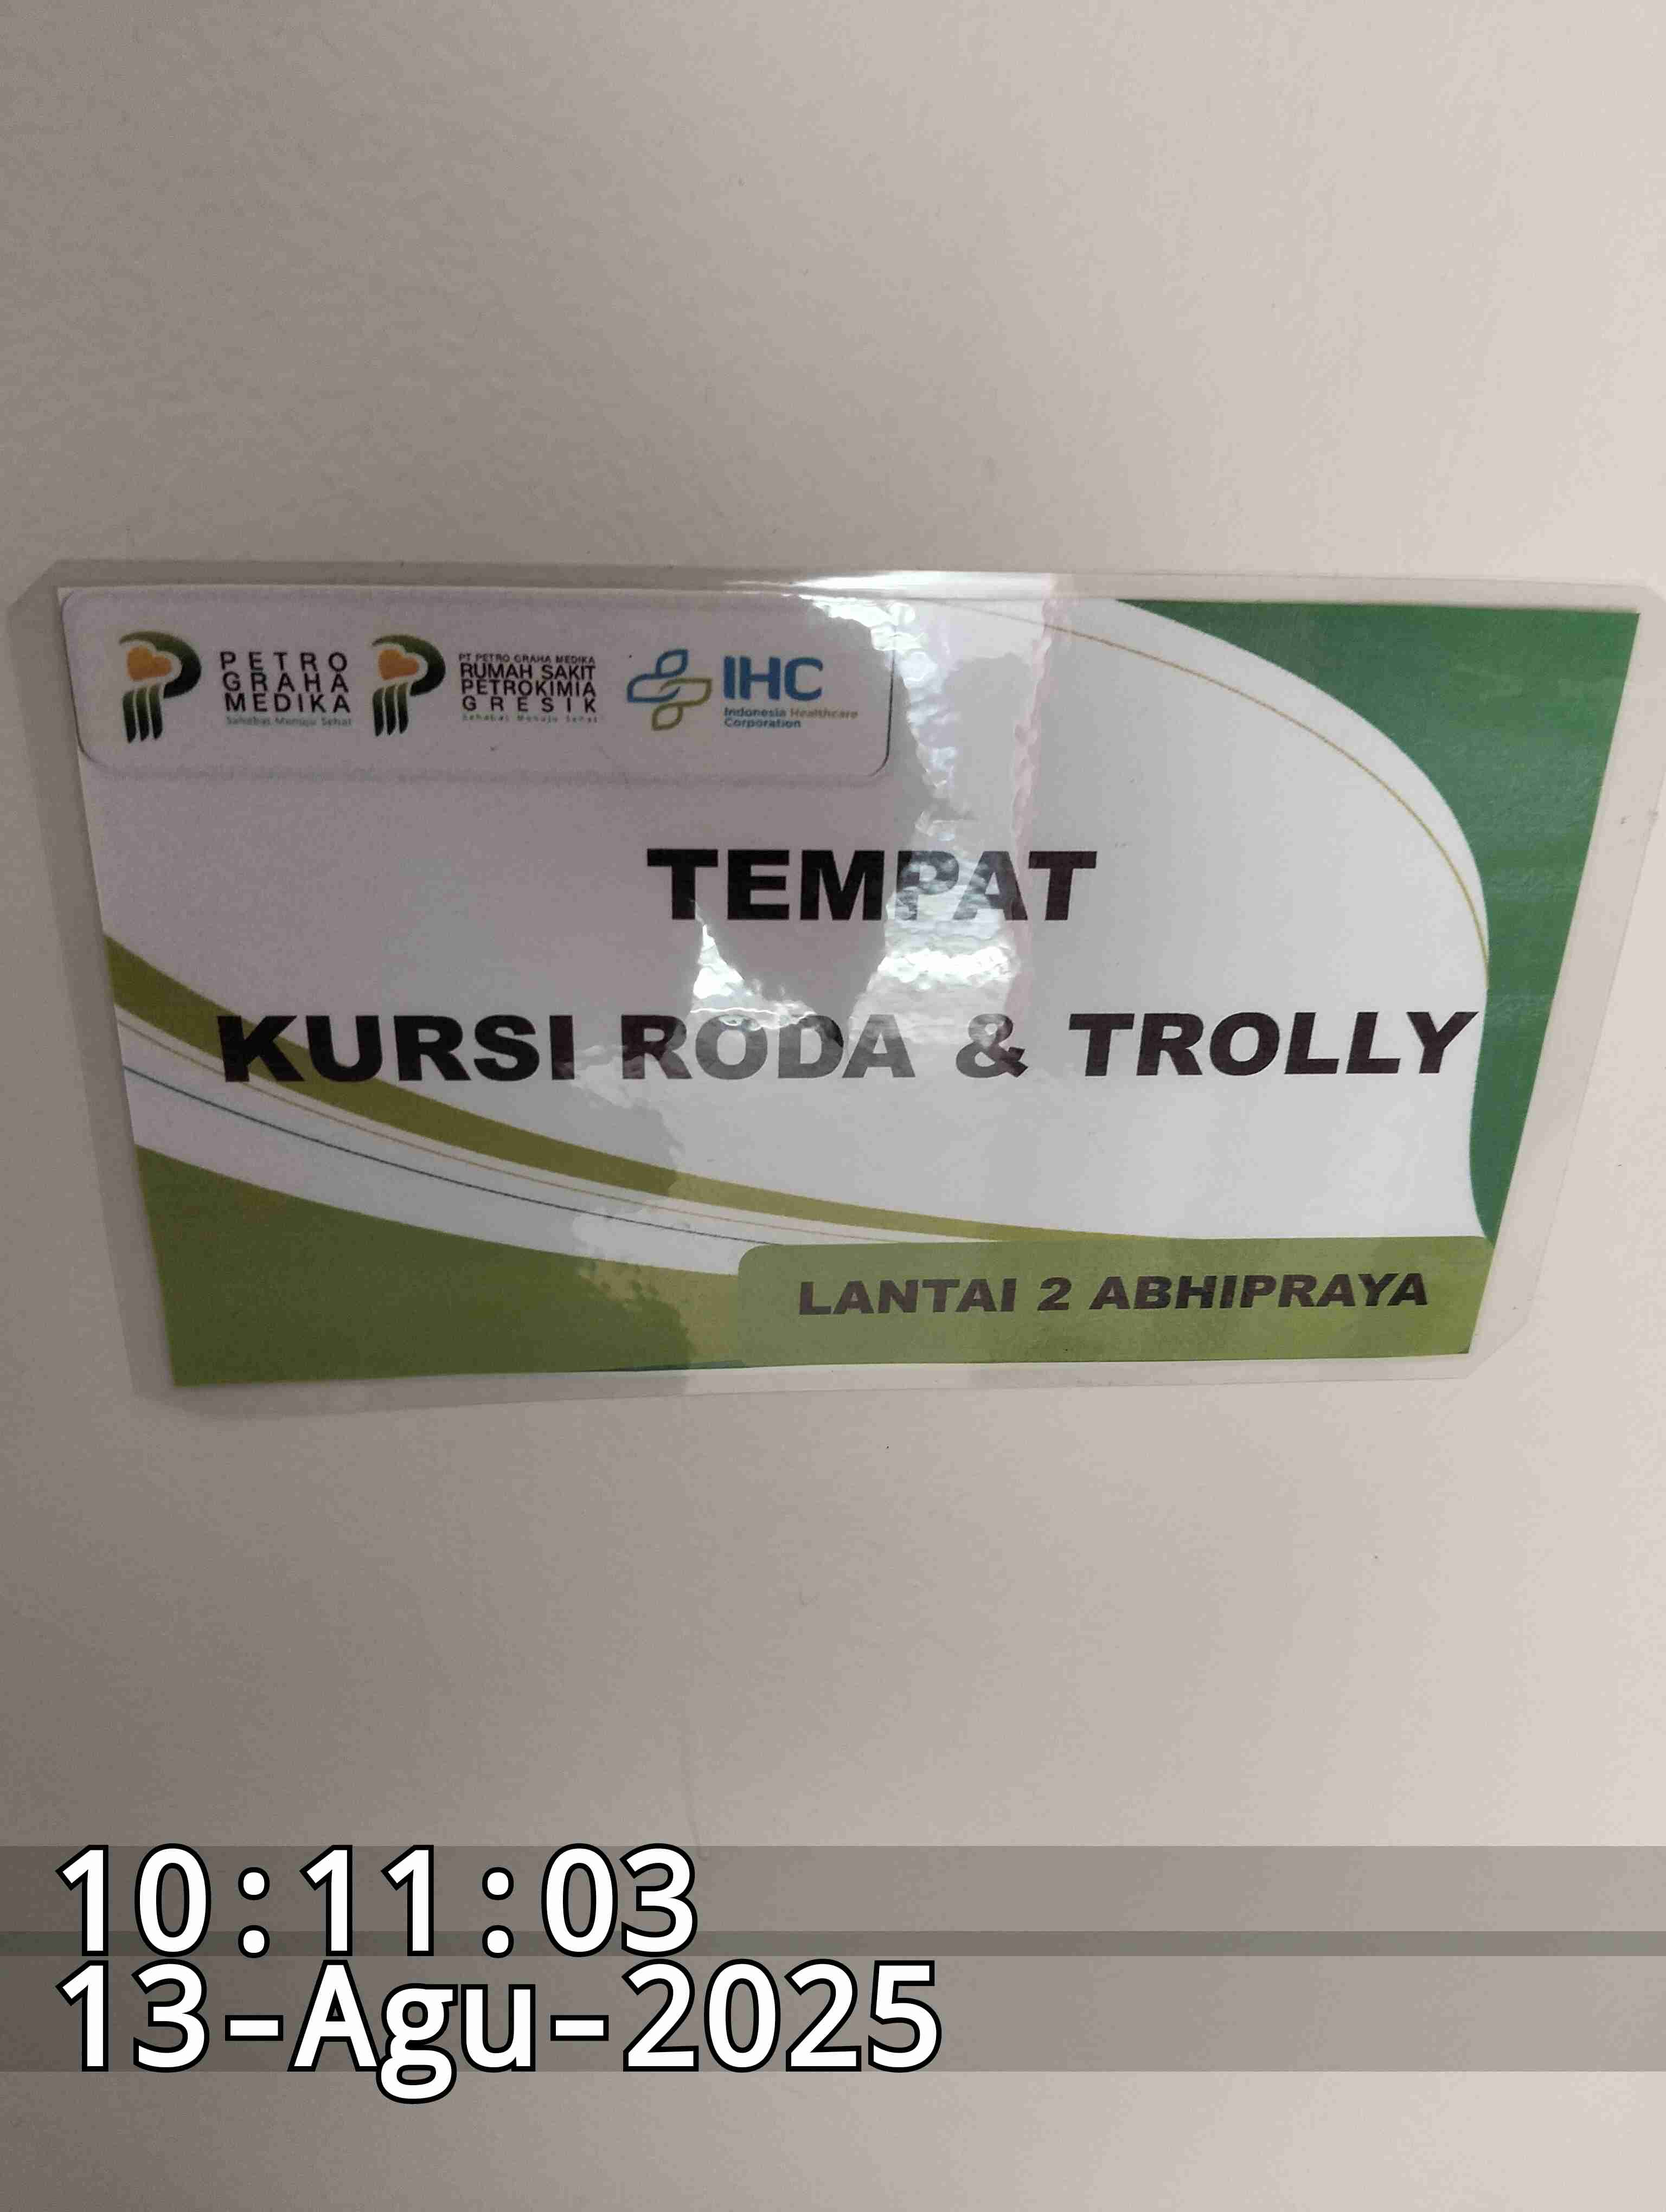 PETRO
GRAHA
MEDIKA
Sahabat Menuju Sehat
PT PETRO GRAHA MEDIKA
RUMAH SAKIT
PETROKIMIA
GRESIK
Sahabat Menuju Sehat
IHC
Indonesia Healthcare
Corporation
TEMPAT
KURSI RODA & TROLLY
LANTAI 2 ABHIPRAYA
10:11:03
13-Agu-2025